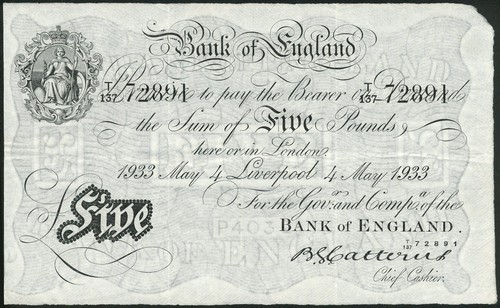 Bank of England
T/137 72891 T/137 72891
to pay the Bearer on Demand
the Sum of Five Pounds
here or in London.
1933 May 4 Liverpool 4 May 1933
For the Govr. and Compa. of the
Five BANK OF ENGLAND.
T/137 72891
B G Catterns
Chief Cashier.